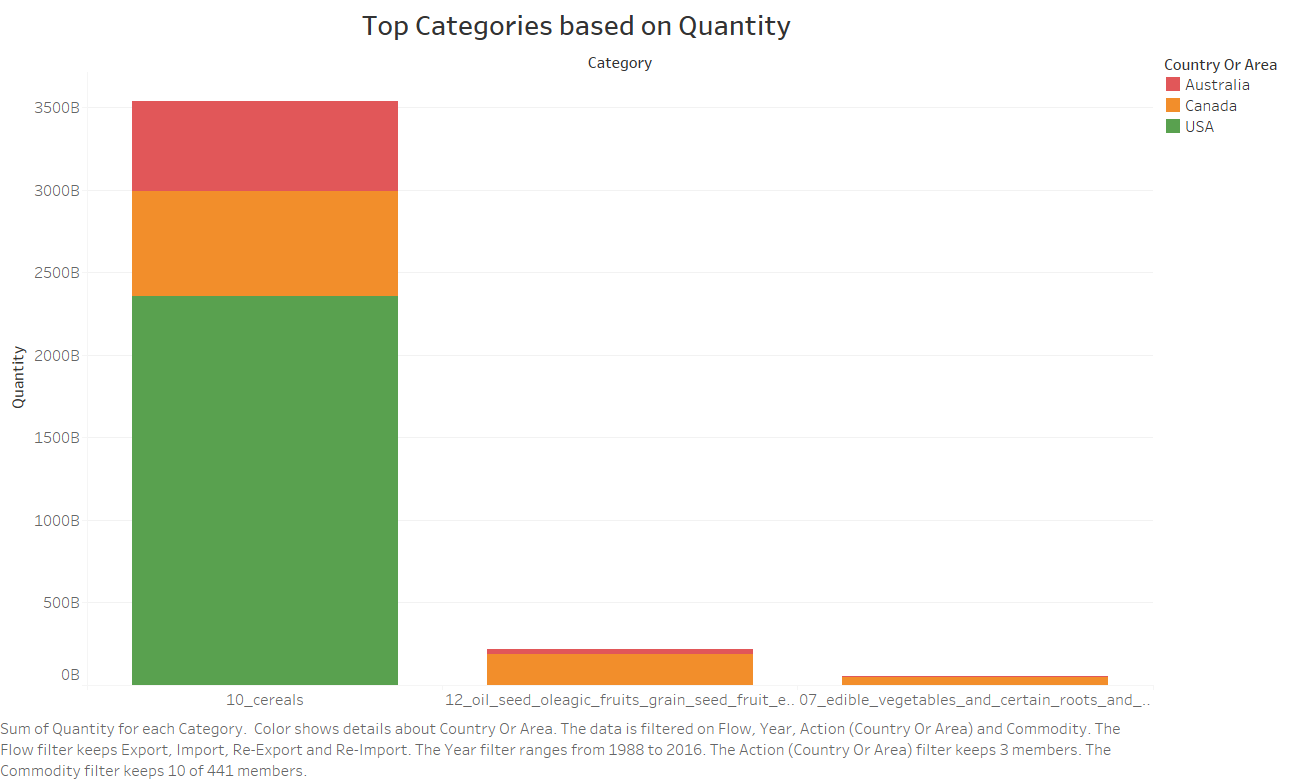 Top Categories based on Quantity
Category
Country Or Area
Australia
Canada
USA
Quantity
3500B
3000B
2500B
2000B
1500B
1000B
500B
0B
10_cereals
12_oil_seed_oleagic_fruits_grain_seed_fruit_e..
07_edible_vegetables_and_certain_roots_and_..
Sum of Quantity for each Category.  Color shows details about Country Or Area. The data is filtered on Flow, Year, Action (Country Or Area) and Commodity. The
Flow filter keeps Export, Import, Re-Export and Re-Import. The Year filter ranges from 1988 to 2016. The Action (Country Or Area) filter keeps 3 members. The
Commodity filter keeps 10 of 441 members.